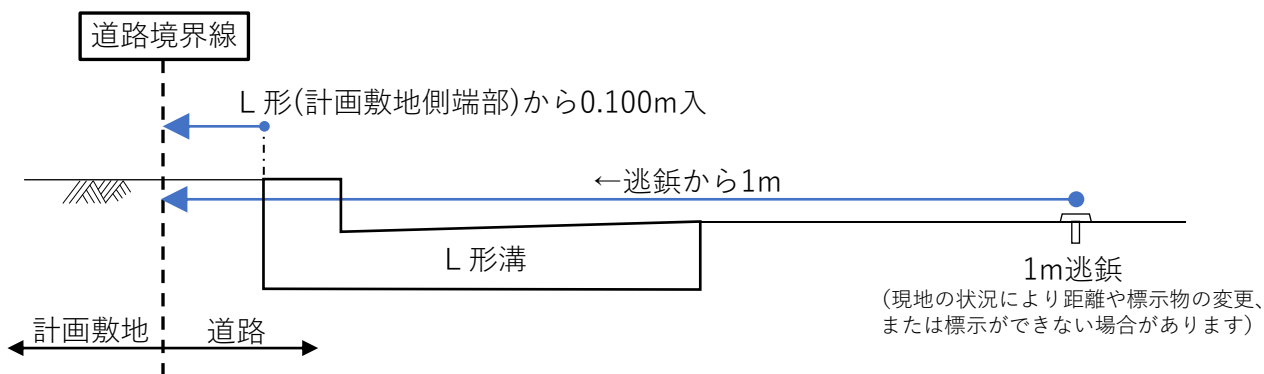 道路境界線
L形(計画敷地側端部)から0.100m入
←逃鋲から1m
L形溝
1m逃鋲
(現地の状況により距離や標示物の変更、
または標示ができない場合があります)
計画敷地 道路